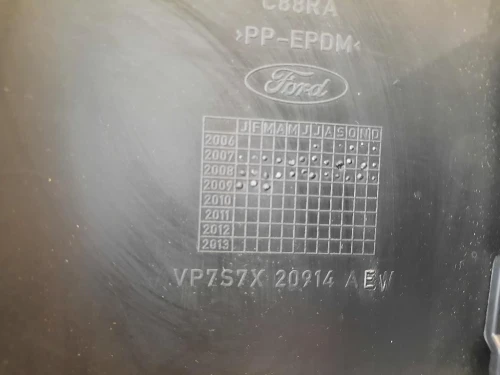 C88RA
>PP-EPDM<
Ford
J F M A M J J A S O N D
2006
2007
2008
2009
2010
2011
2012
2013
VP7S7X 20914 AEW